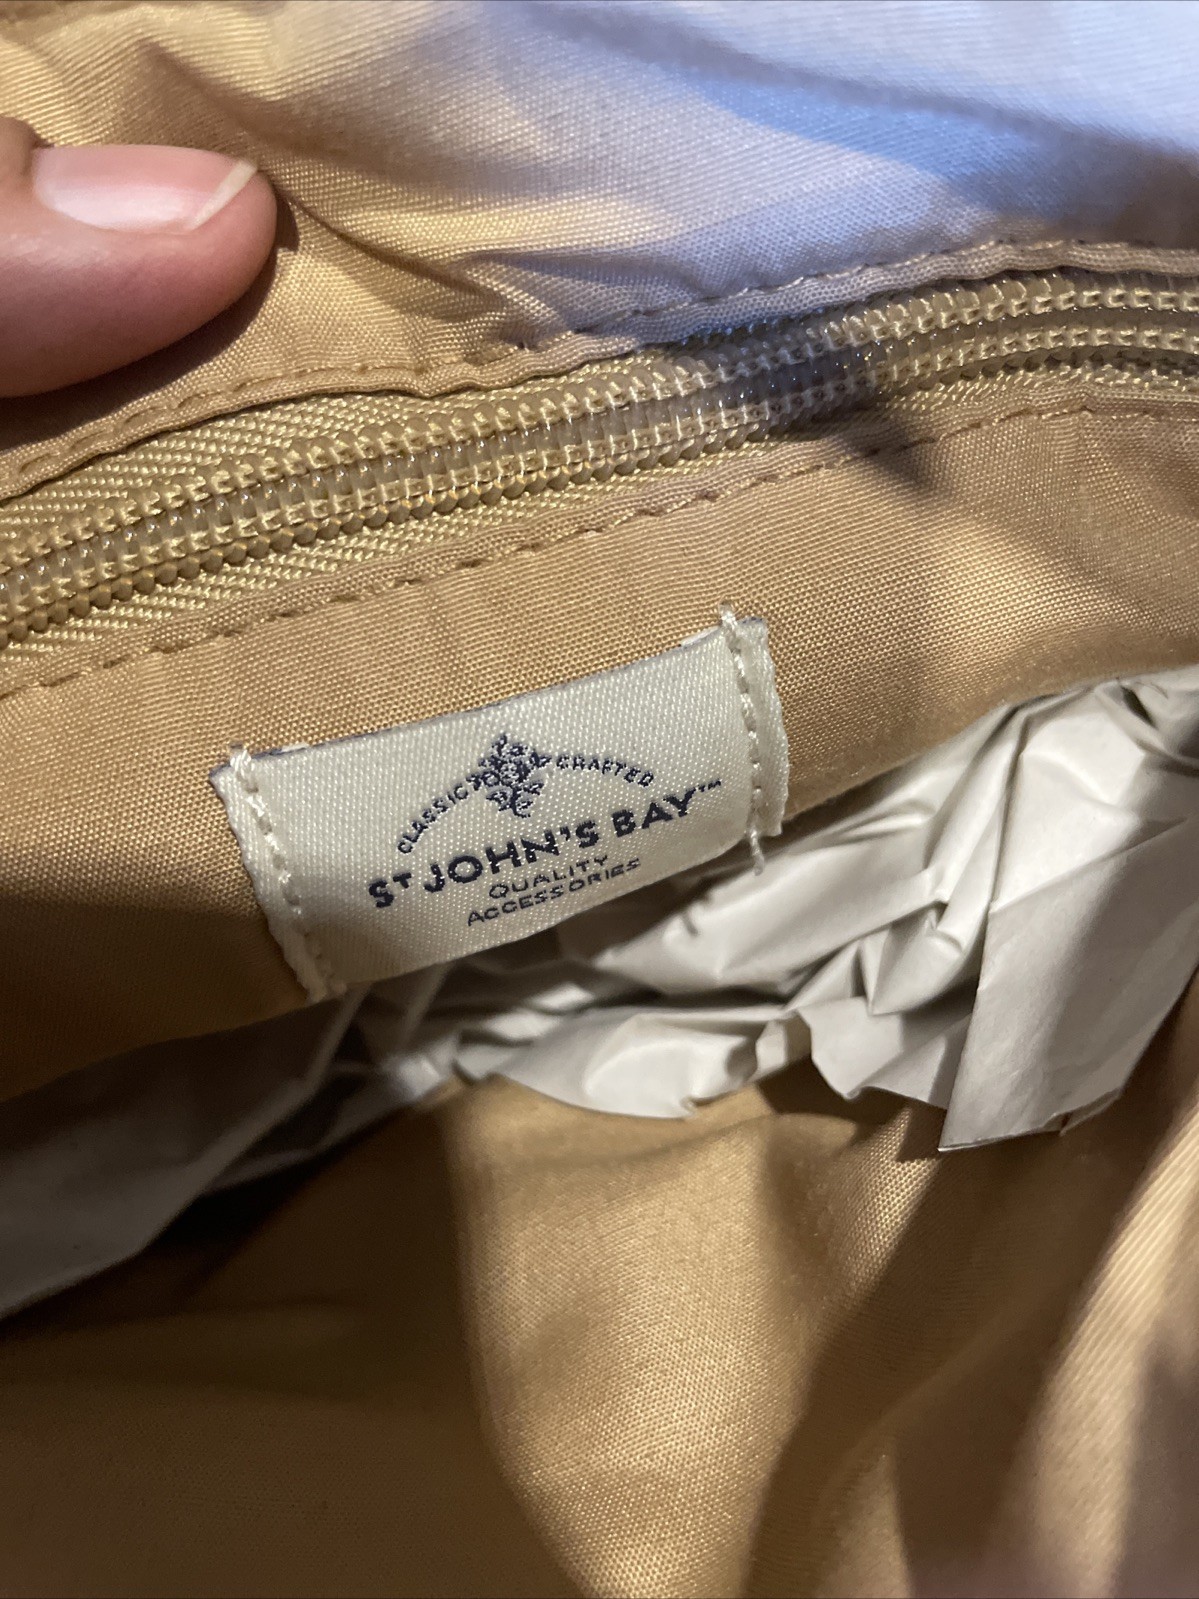 CLASSIC CRAFTED
ST JOHN'S BAY™
QUALITY
ACCESSORIES